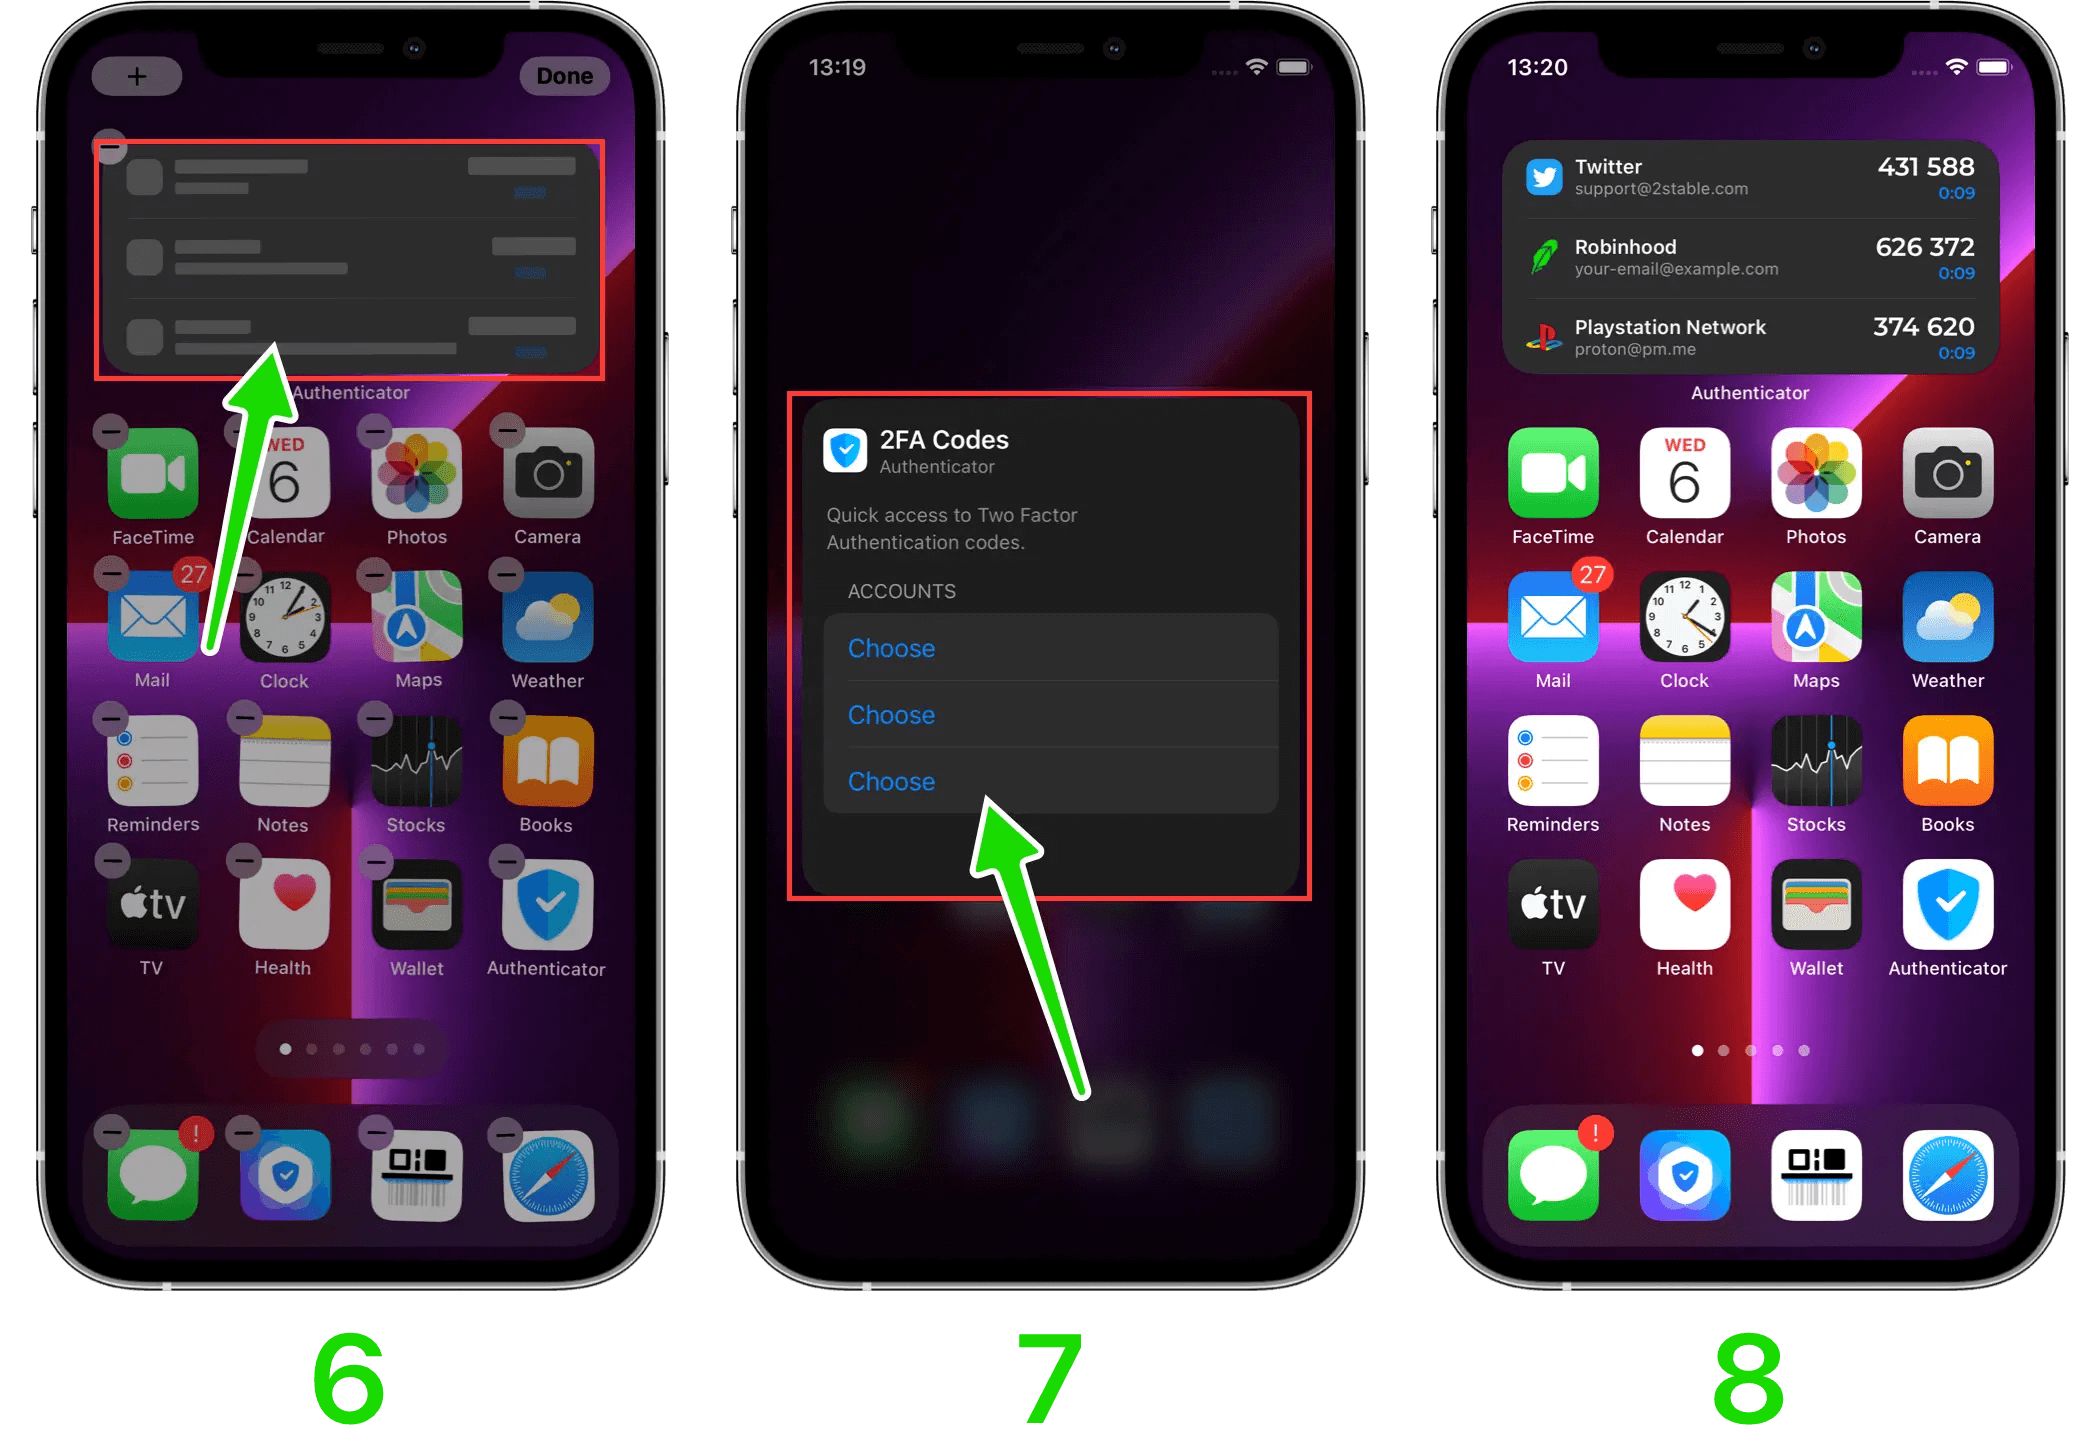 +
Done
Authenticator
WED
6
FaceTime
Calendar
Photos
Camera
27
Mail
Clock
Maps
Weather
Reminders
Notes
Stocks
Books
tv
TV
Health
Wallet
Authenticator
!
6
13:19
2FA Codes
Authenticator
Quick access to Two Factor
Authentication codes.
ACCOUNTS
Choose
Choose
Choose
7
13:20
Twitter
431 588
support@2stable.com
0:09
Robinhood
626 372
your-email@example.com
0:09
Playstation Network
374 620
proton@pm.me
0:09
Authenticator
WED
6
FaceTime
Calendar
Photos
Camera
27
Mail
Clock
Maps
Weather
Reminders
Notes
Stocks
Books
tv
TV
Health
Wallet
Authenticator
!
8